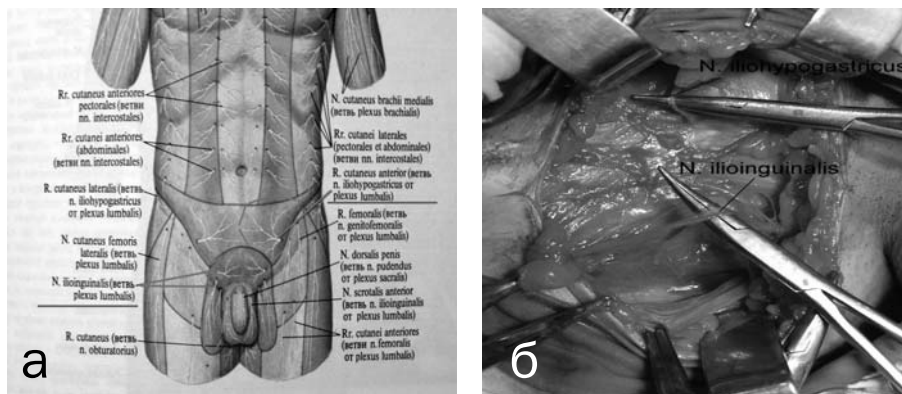 Rr. cutaneus anteriores
pectorales (ветви
nn. intercostales)
Rr. cutanei anteriores
(abdominales)
(ветви nn. intercostales)
R. cutaneus lateralis (ветвь
n. iliohypogastricus
от plexus lumbalis)
N. cutaneus femoris
lateralis (ветвь
plexus lumbalis)
N. ilioinguinalis (ветвь
plexus lumbalis)
R. cutaneus (ветвь
n. obturatorius)
N. cutaneus brachii medialis
(ветвь plexus brachialis)
Rr. cutanei laterales
(pectorales et abdominales)
(ветви nn. intercostales)
R. cutaneus anterior (ветвь
n. iliohypogastricus от
plexus lumbalis)
R. femoralis (ветвь
n. genitofemoralis
от plexus lumbalis)
N. dorsalis penis
(ветвь n. pudendus
от plexus sacralis)
N. scrotalis anterior
(ветвь n. ilioinguinalis
от plexus lumbalis)
Rr. cutanei anteriores
(ветви n. femoralis
от plexus lumbalis)
а
N. iliohypogastricus
N. ilioinguinalis
б